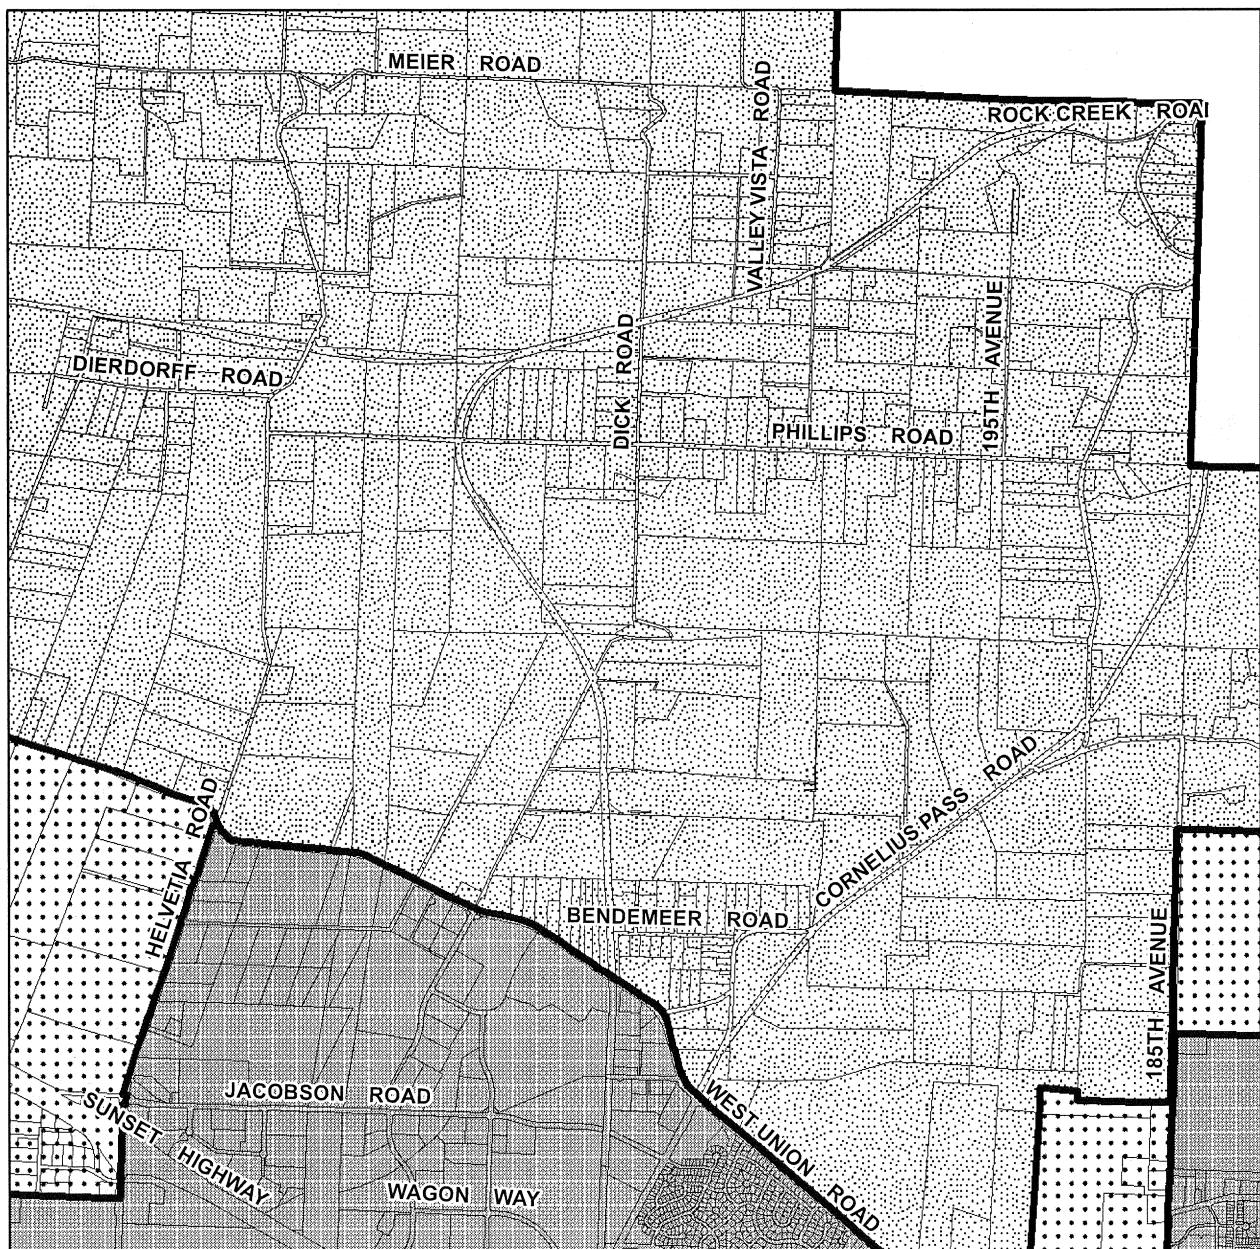 MEIER ROAD
VALLEY VISTA ROAD
ROCK CREEK ROA
DIERDORFF ROAD
DICK ROAD
195TH AVENUE
PHILLIPS ROAD
HELVETIA ROAD
CORNELIUS PASS ROAD
BENDEMEER ROAD
185TH AVENUE
JACOBSON ROAD
SUNSET HIGHWAY
WEST UNION ROAD
WAGON WAY